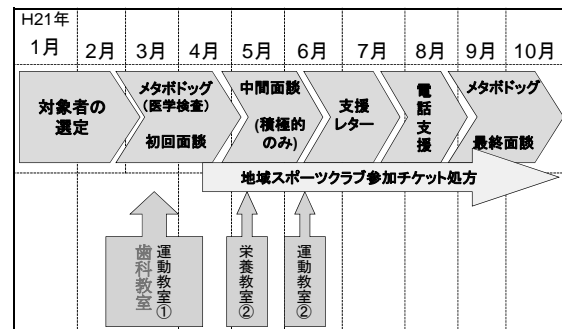 H21年
1月 2月 3月 4月 5月 6月 7月 8月 9月 10月
対象者の
選定
メタボドッグ
(医学検査)
初回面談
中間面談
(積極的
のみ)
支援
レター
電話支援
メタボドッグ
最終面談
地域スポーツクラブ参加チケット処方
歯科教室
運動教室①
栄養教室②
運動教室②